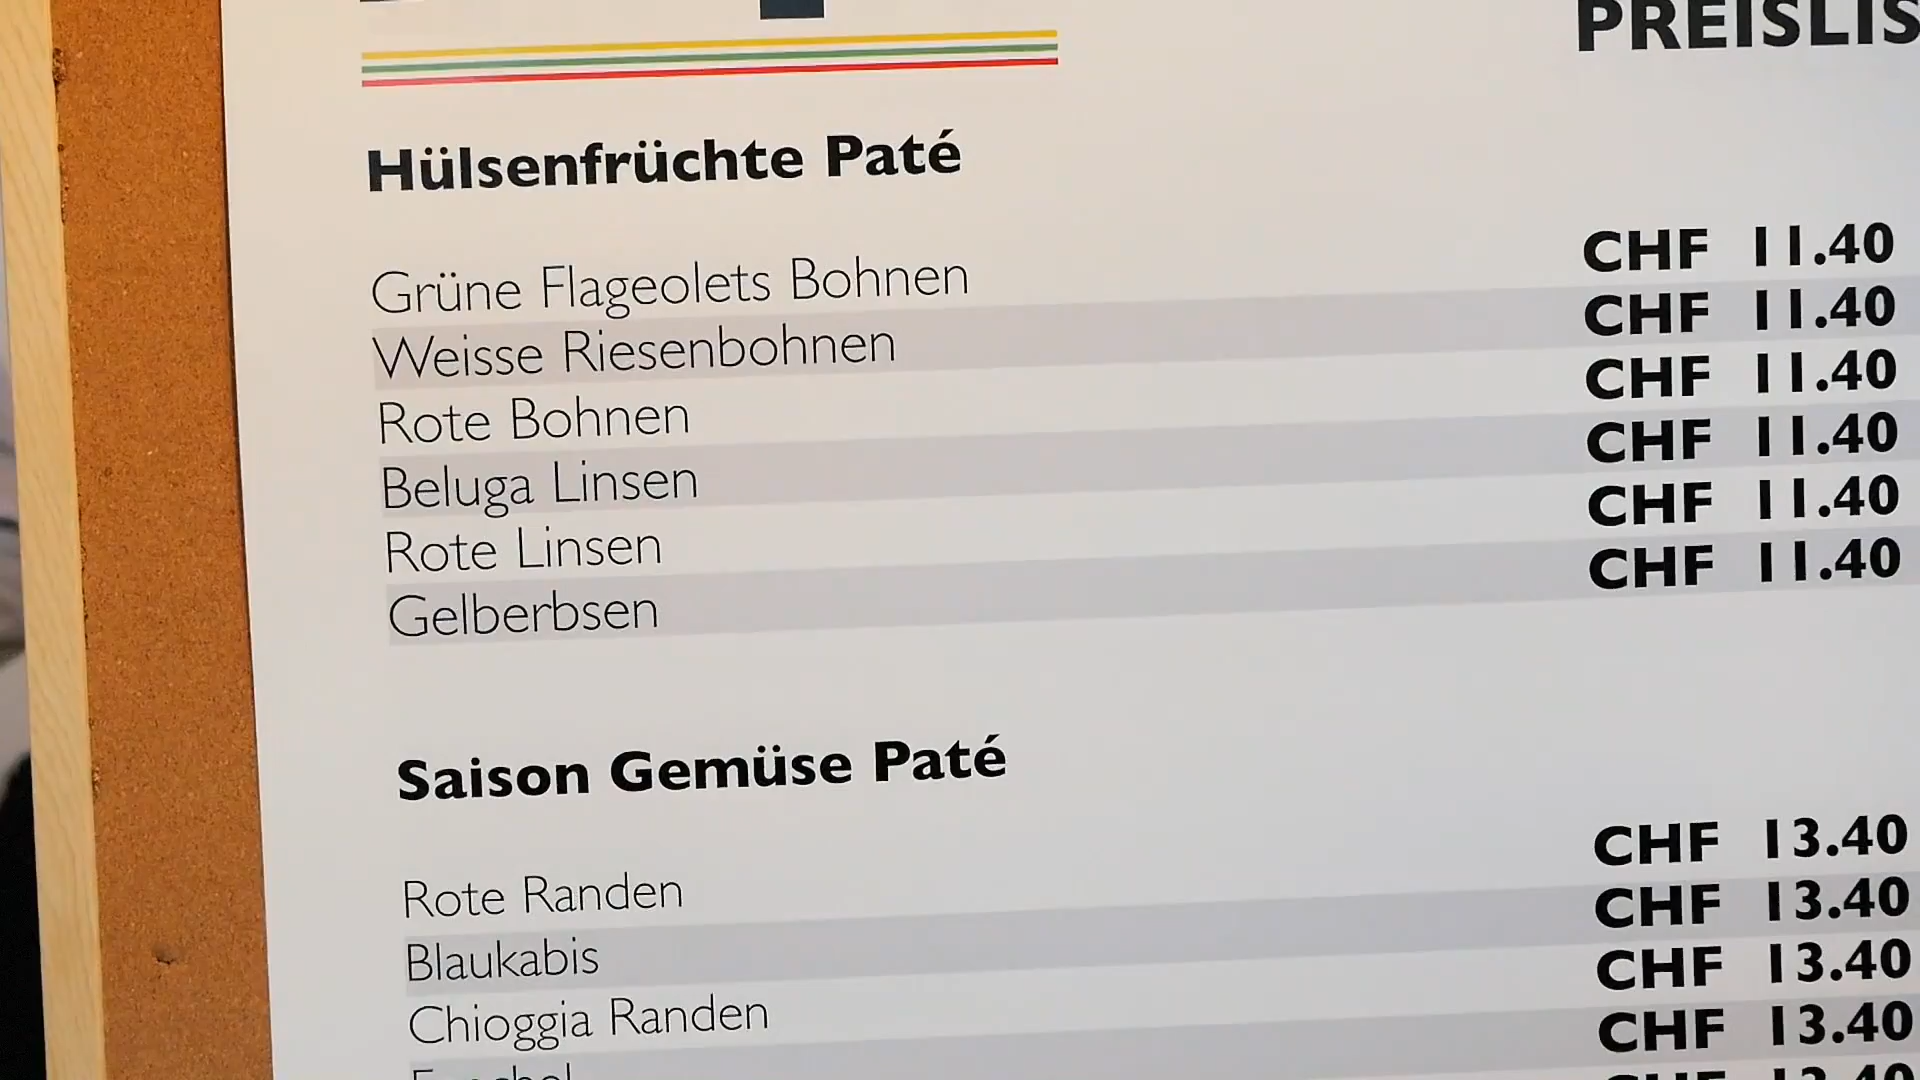 PREISLIS
Hülsenfrüchte Paté
Grüne Flageolets Bohnen CHF 11.40
Weisse Riesenbohnen CHF 11.40
Rote Bohnen CHF 11.40
Beluga Linsen CHF 11.40
Rote Linsen CHF 11.40
Gelberbsen CHF 11.40
Saison Gemüse Paté
Rote Randen CHF 13.40
Blaukabis CHF 13.40
Chioggia Randen CHF 13.40
CHF 13.40